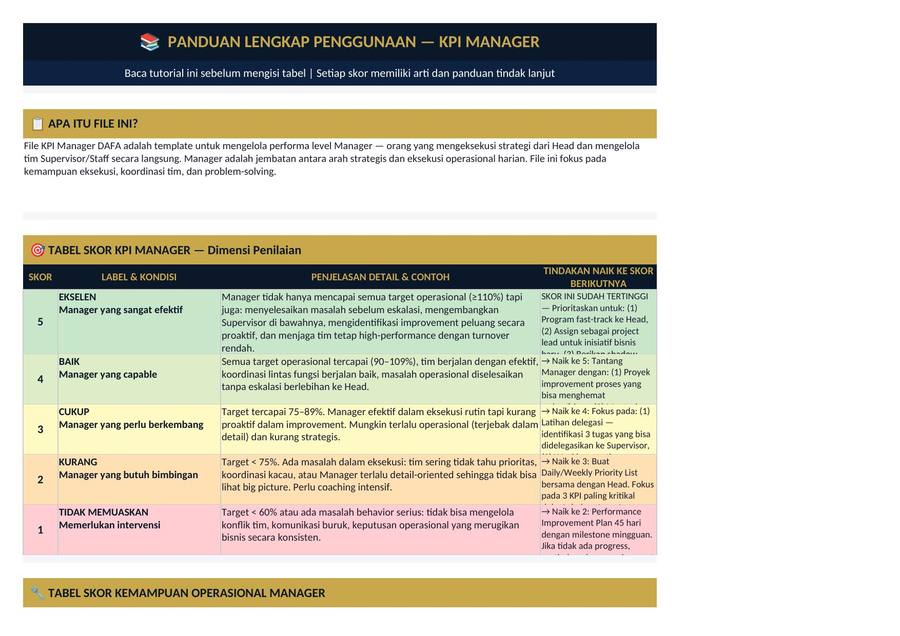 📚 PANDUAN LENGKAP PENGGUNAAN — KPI MANAGER
Baca tutorial ini sebelum mengisi tabel | Setiap skor memiliki arti dan panduan tindak lanjut
📋 APA ITU FILE INI?
File KPI Manager DAFA adalah template untuk mengelola performa level Manager — orang yang mengeksekusi strategi dari Head dan mengelola
tim Supervisor/Staff secara langsung. Manager adalah jembatan antara arah strategis dan eksekusi operasional harian. File ini fokus pada
kemampuan eksekusi, koordinasi tim, dan problem-solving.
🎯 TABEL SKOR KPI MANAGER — Dimensi Penilaian
SKOR
LABEL & KONDISI
PENJELASAN DETAIL & CONTOH
TINDAKAN NAIK KE SKOR
BERIKUTNYA
5
EKSELEN
Manager yang sangat efektif
Manager tidak hanya mencapai semua target operasional (≥110%) tapi
juga: menyelesaikan masalah sebelum eskalasi, mengembangkan
Supervisor di bawahnya, mengidentifikasi improvement peluang secara
proaktif, dan menjaga tim tetap high-performance dengan turnover
rendah.
SKOR INI SUDAH TERTINGGI
— Prioritaskan untuk: (1)
Program fast-track ke Head,
(2) Assign sebagai project
lead untuk inisiatif bisnis
baru, (3) Berikan shadow
4
BAIK
Manager yang capable
Semua target operasional tercapai (90–109%), tim berjalan dengan efektif,
koordinasi lintas fungsi berjalan baik, masalah operasional diselesaikan
tanpa eskalasi berlebihan ke Head.
→ Naik ke 5: Tantang
Manager dengan: (1) Proyek
improvement proses yang
bisa menghemat
3
CUKUP
Manager yang perlu berkembang
Target tercapai 75–89%. Manager efektif dalam eksekusi rutin tapi kurang
proaktif dalam improvement. Mungkin terlalu operasional (terjebak dalam
detail) dan kurang strategis.
→ Naik ke 4: Fokus pada: (1)
Latihan delegasi —
identifikasi 3 tugas yang bisa
didelegasikan ke Supervisor,
2
KURANG
Manager yang butuh bimbingan
Target < 75%. Ada masalah dalam eksekusi: tim sering tidak tahu prioritas,
koordinasi kacau, atau Manager terlalu detail-oriented sehingga tidak bisa
lihat big picture. Perlu coaching intensif.
→ Naik ke 3: Buat
Daily/Weekly Priority List
bersama dengan Head. Fokus
pada 3 KPI paling kritikal
1
TIDAK MEMUASKAN
Memerlukan intervensi
Target < 60% atau ada masalah behavior serius: tidak bisa mengelola
konflik tim, komunikasi buruk, keputusan operasional yang merugikan
bisnis secara konsisten.
→ Naik ke 2: Performance
Improvement Plan 45 hari
dengan milestone mingguan.
Jika tidak ada progress,
🔧 TABEL SKOR KEMAMPUAN OPERASIONAL MANAGER